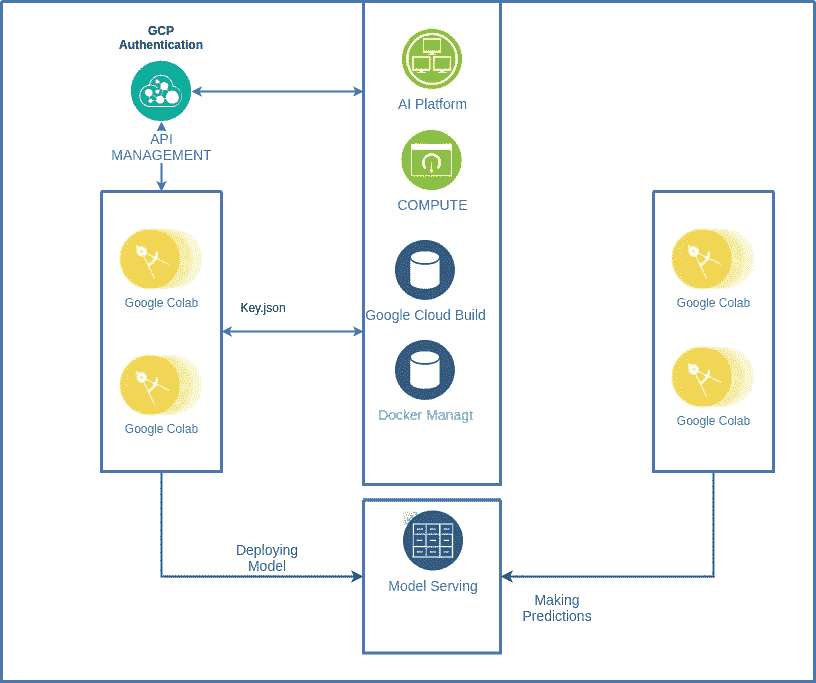 GCP
Authentication
API
MANAGEMENT
Google Colab
Google Colab
Key.json
AI Platform
COMPUTE
Google Cloud Build
Docker Managt
Google Colab
Google Colab
Deploying
Model
Model Serving
Making
Predictions